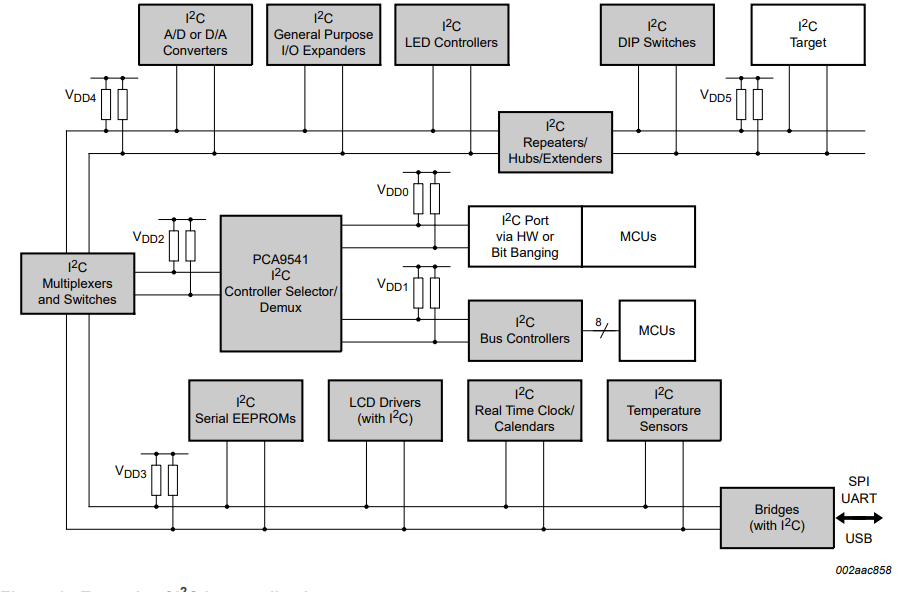 I²C
A/D or D/A
Converters
I²C
General Purpose
I/O Expanders
I²C
LED Controllers
I²C
DIP Switches
I²C
Target
VDD4
VDD5
I²C
Repeaters/
Hubs/Extenders
VDD0
I²C Port
via HW or
Bit Banging
MCUs
VDD2
PCA9541
I²C
Controller Selector/
Demux
I²C
Multiplexers
and Switches
VDD1
I²C
Bus Controllers
8
MCUs
I²C
Serial EEPROMs
LCD Drivers
(with I²C)
I²C
Real Time Clock/
Calendars
I²C
Temperature
Sensors
VDD3
Bridges
(with I²C)
SPI
UART
USB
002aac858